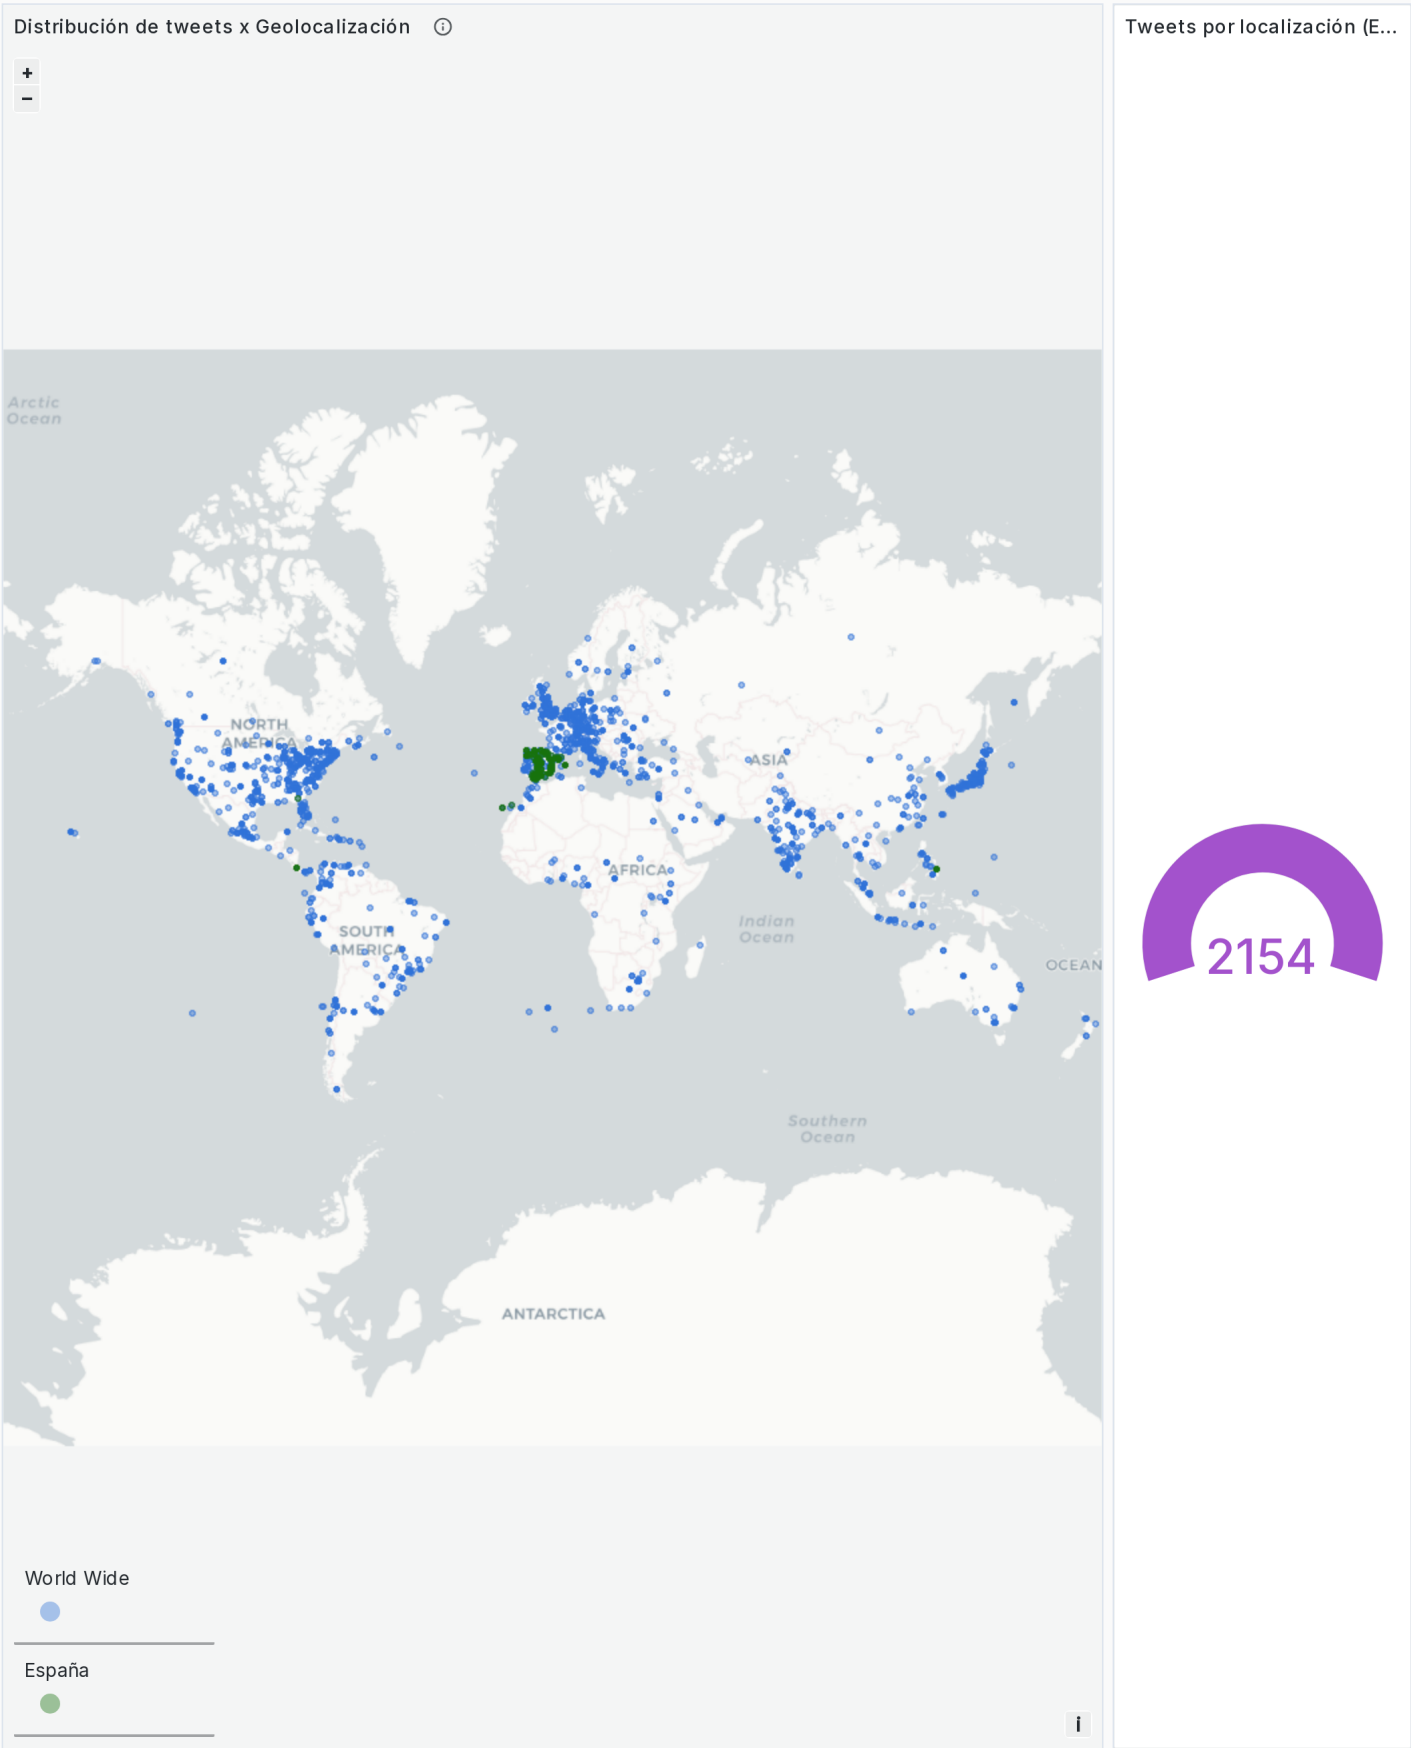 Distribución de tweets x Geolocalización
Tweets por localización (E...
+
−
Arctic
Ocean
NORTH
AMERICA
ASIA
AFRICA
Indian
Ocean
SOUTH
AMERICA
OCEAN
2154
Southern
Ocean
ANTARCTICA
World Wide
España
i